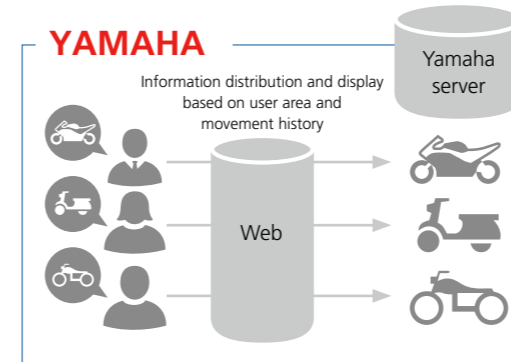 YAMAHA
Yamaha
server
Information distribution and display
based on user area and
movement history
Web